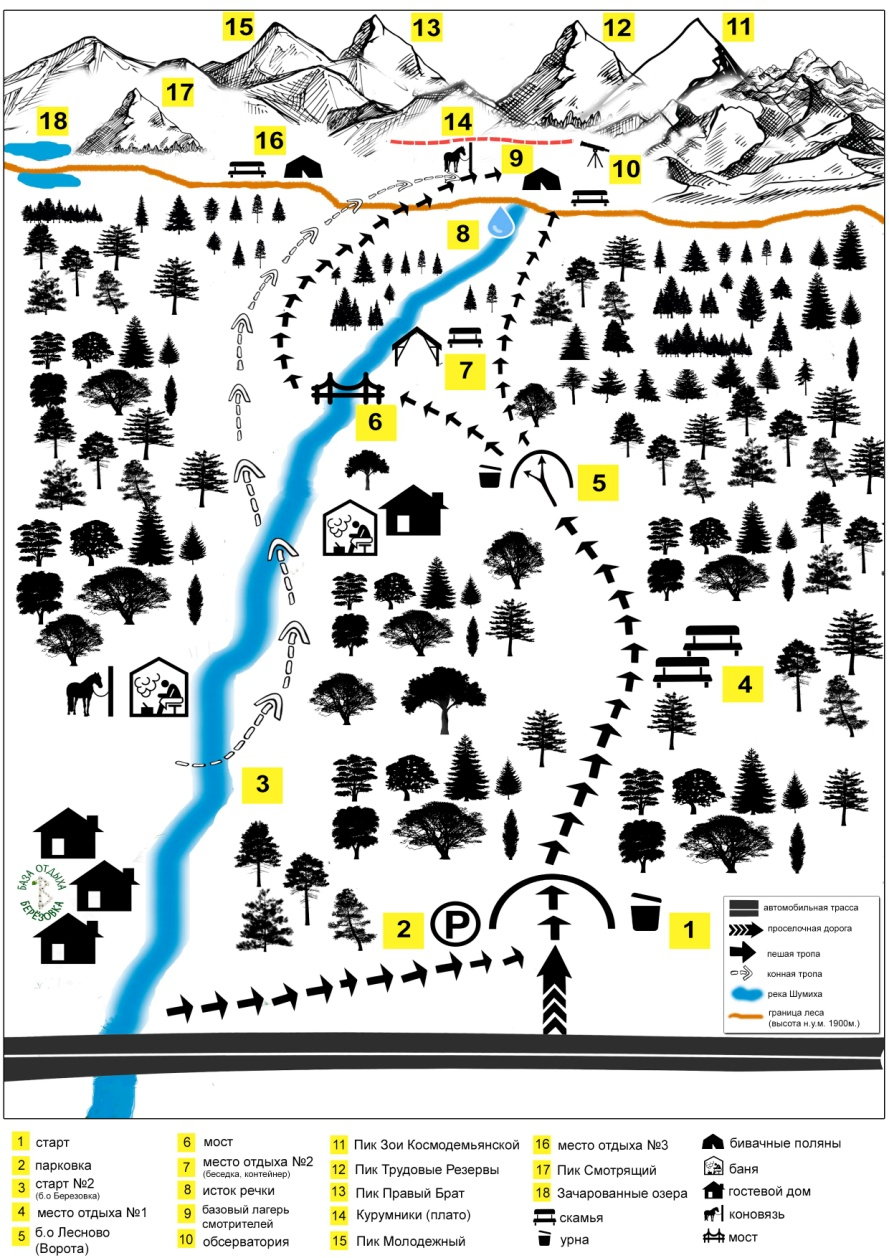 15
13
12
11
17
18
14
16
9
10
8
7
6
5
4
3
БАЗА ОТДЫХА
БЕРЁЗОВКА
2
P
1
автомобильная трасса
проселочная дорога
пешая тропа
конная тропа
река Шумиха
граница леса
(высота н.у.м. 1900м.)
1 старт
2 парковка
3 старт №2
(б.о Березовка)
4 место отдыха №1
5 б.о Лесново
(Ворота)
6 мост
7 место отдыха №2
(беседка, контейнер)
8 исток речки
9 базовый лагерь
смотрителей
10 обсерватория
11 Пик Зои Космодемьянской
12 Пик Трудовые Резервы
13 Пик Правый Брат
14 Курумники (плато)
15 Пик Молодежный
16 место отдыха №3
17 Пик Смотрящий
18 Зачарованные озера
скамья
урна
бивачные поляны
баня
гостевой дом
коновязь
мост